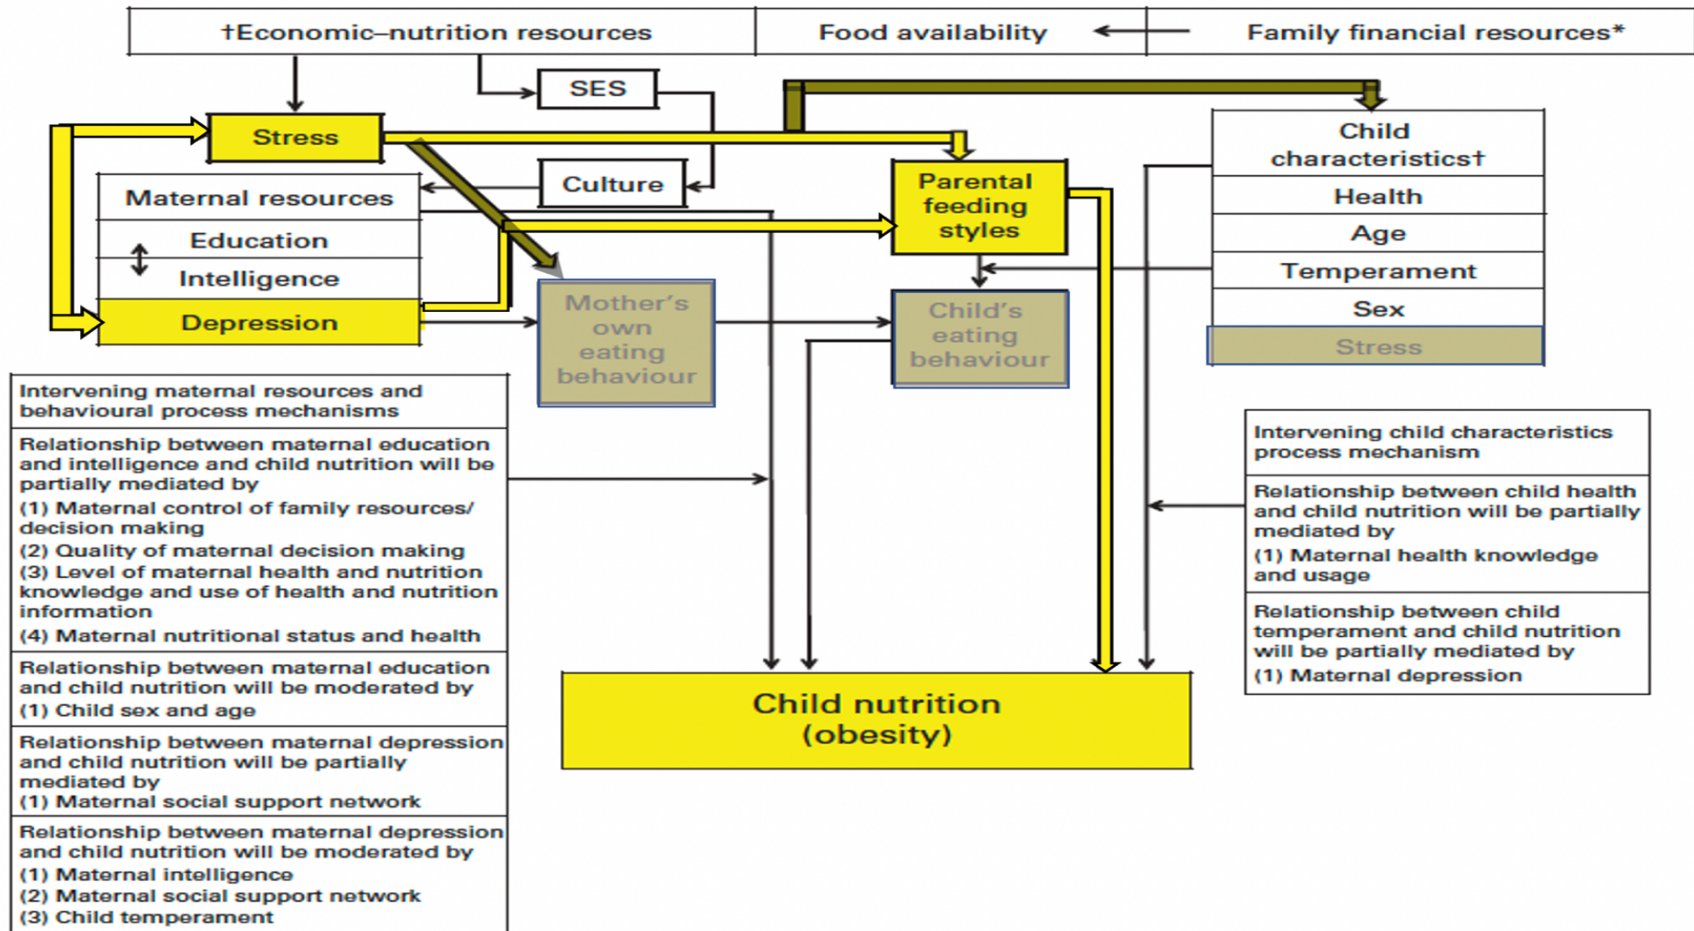 †Economic–nutrition resources
Food availability
Family financial resources*
SES
Stress
Culture
Maternal resources
Education
Intelligence
Depression
Parental
feeding
styles
Child
characteristics†
Health
Age
Temperament
Sex
Stress
Mother's
own
eating
behaviour
Child's
eating
behaviour
Intervening maternal resources and
behavioural process mechanisms
Relationship between maternal education
and intelligence and child nutrition will be
partially mediated by
(1) Maternal control of family resources/
decision making
(2) Quality of maternal decision making
(3) Level of maternal health and nutrition
knowledge and use of health and nutrition
information
(4) Maternal nutritional status and health
Relationship between maternal education
and child nutrition will be moderated by
(1) Child sex and age
Relationship between maternal depression
and child nutrition will be partially
mediated by
(1) Maternal social support network
Relationship between maternal depression
and child nutrition will be moderated by
(1) Maternal intelligence
(2) Maternal social support network
(3) Child temperament
Intervening child characteristics
process mechanism
Relationship between child health
and child nutrition will be partially
mediated by
(1) Maternal health knowledge
and usage
Relationship between child
temperament and child nutrition
will be partially mediated by
(1) Maternal depression
Child nutrition
(obesity)